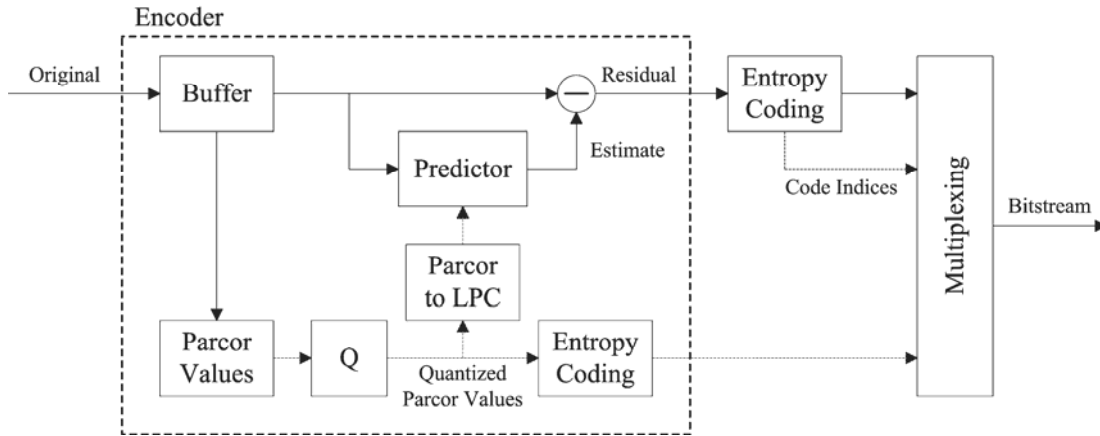 Encoder
Original
Buffer
Residual
Entropy
Coding
Estimate
Predictor
Code Indices
Multiplexing
Bitstream
Parcor
to LPC
Parcor
Values
Q
Quantized
Parcor Values
Entropy
Coding